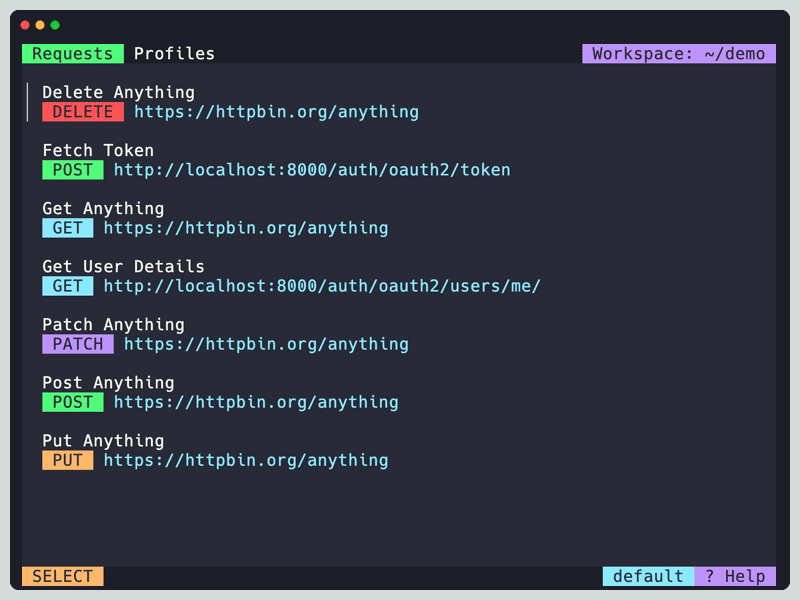 Requests Profiles Workspace: ~/demo
Delete Anything
DELETE https://httpbin.org/anything
Fetch Token
POST http://localhost:8000/auth/oauth2/token
Get Anything
GET https://httpbin.org/anything
Get User Details
GET http://localhost:8000/auth/oauth2/users/me/
Patch Anything
PATCH https://httpbin.org/anything
Post Anything
POST https://httpbin.org/anything
Put Anything
PUT https://httpbin.org/anything
SELECT default ? Help